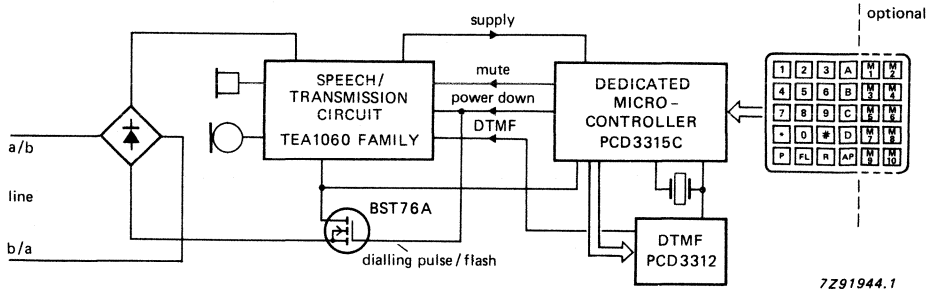 optional
supply
SPEECH/
TRANSMISSION
CIRCUIT
TEA1060 FAMILY
mute
power down
DTMF
DEDICATED
MICRO-
CONTROLLER
PCD3315C
1 2 3 A M1 M2
4 5 6 B M3 M4
7 8 9 C M5 M6
* 0 # D M7 M8
P FL R AP M9 M10
a/b
line
b/a
BST76A
dialling pulse/flash
DTMF
PCD3312
7Z91944.1